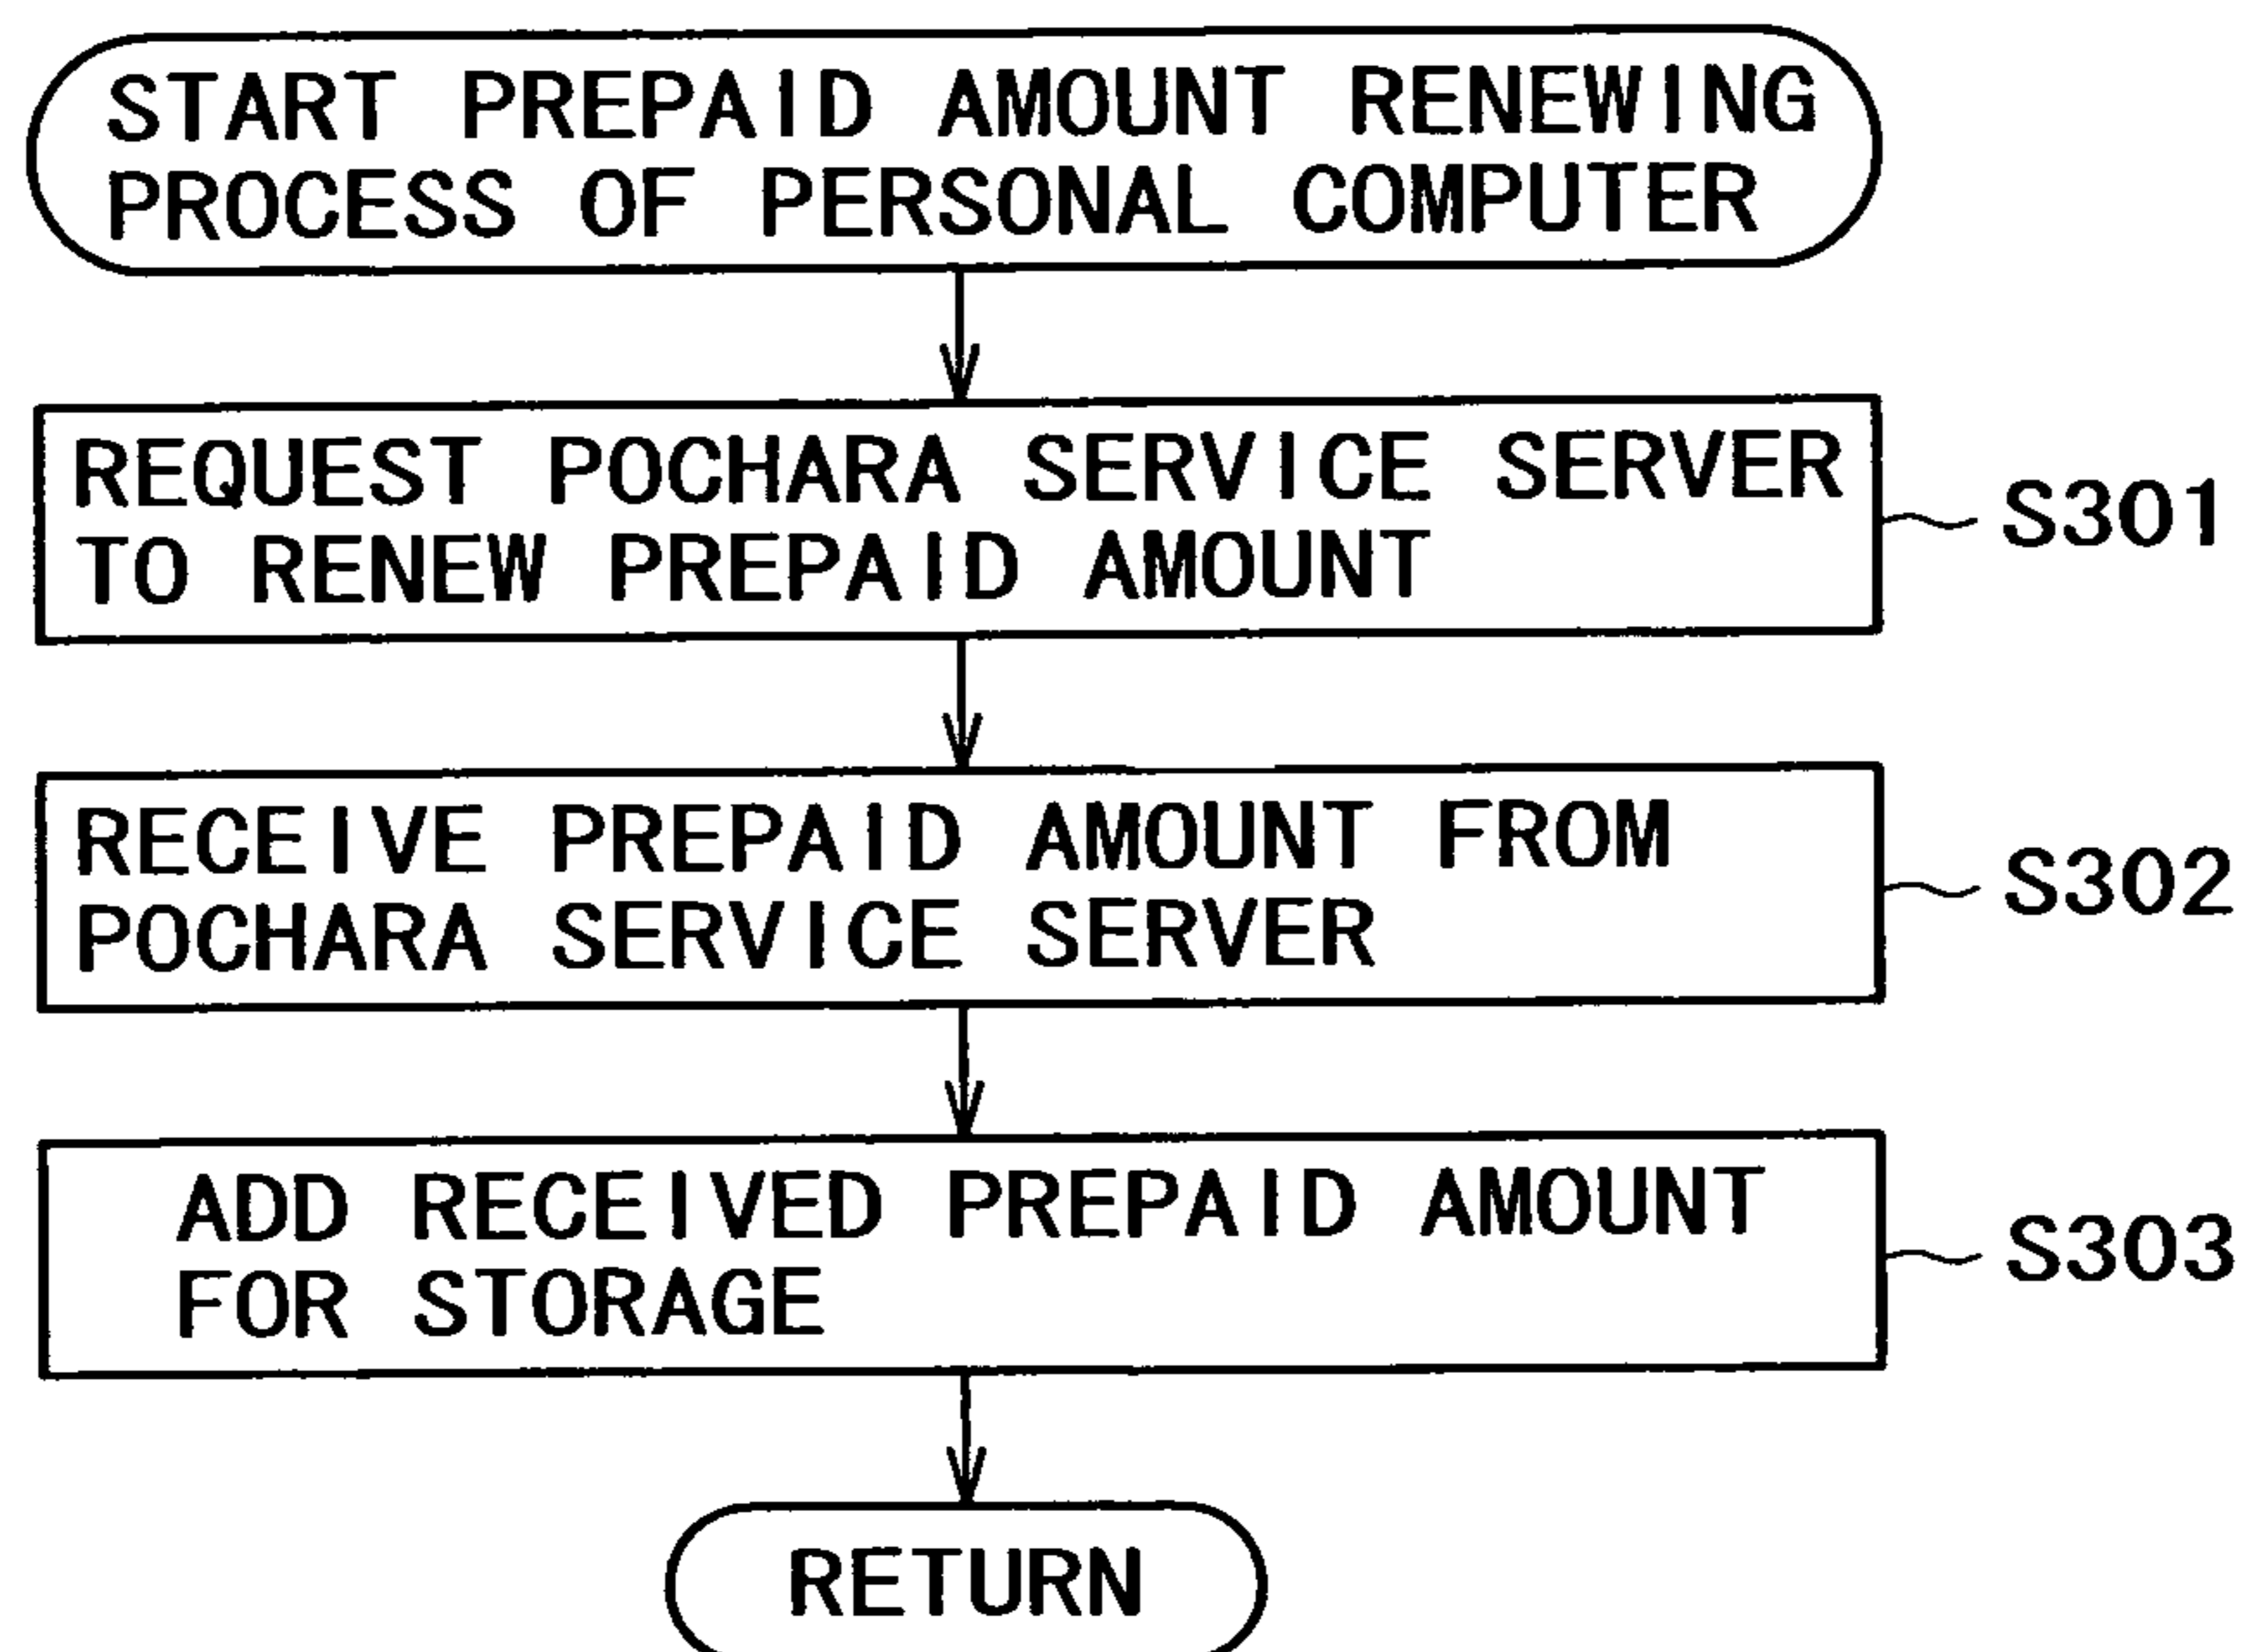 START PREPAID AMOUNT RENEWING
PROCESS OF PERSONAL COMPUTER
REQUEST POCHARA SERVICE SERVER
TO RENEW PREPAID AMOUNT
S301
RECEIVE PREPAID AMOUNT FROM
POCHARA SERVICE SERVER
S302
ADD RECEIVED PREPAID AMOUNT
FOR STORAGE
S303
RETURN